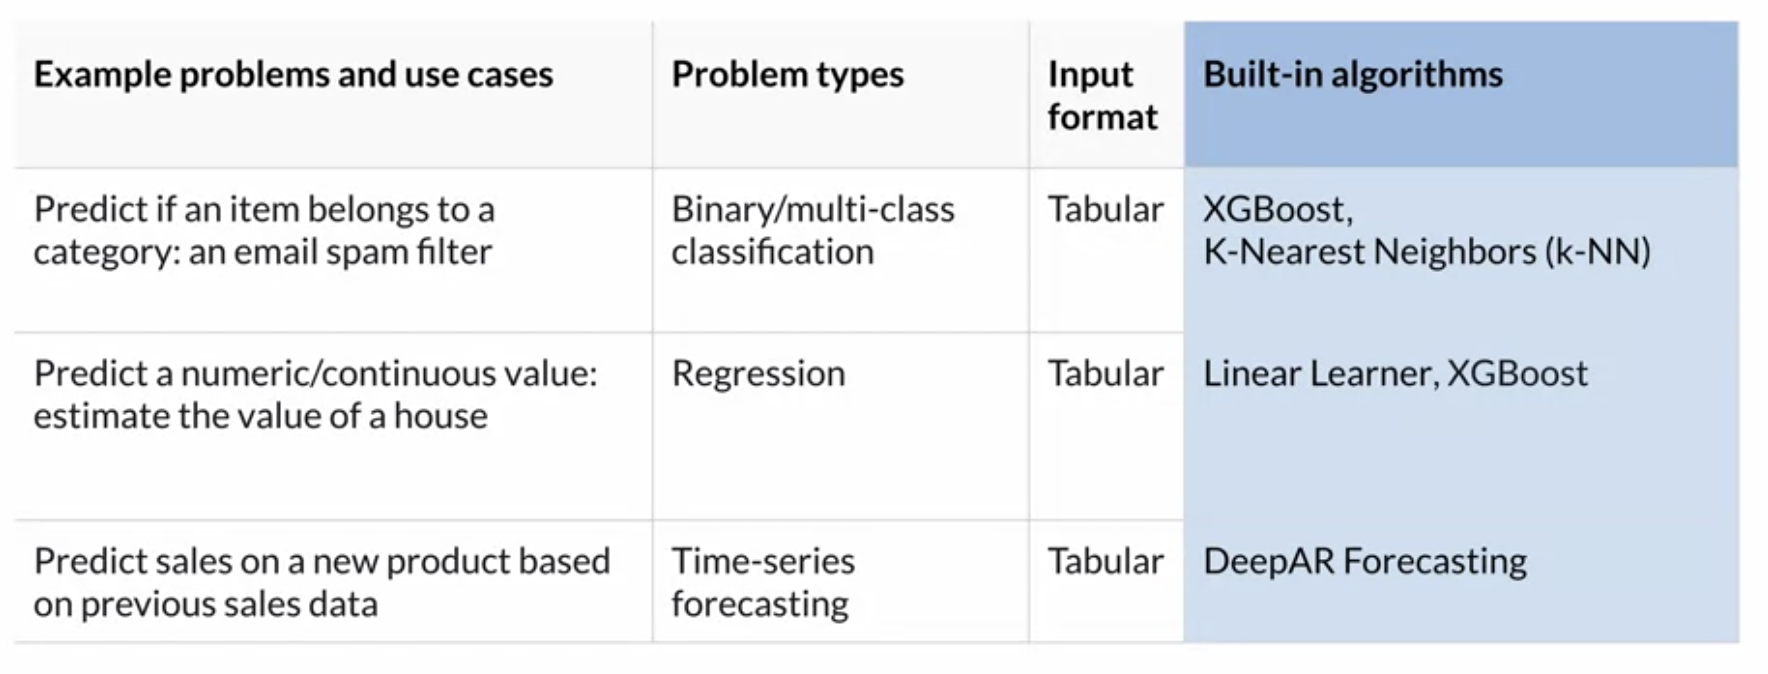 Example problems and use cases
Problem types
Input
format
Built-in algorithms
Predict if an item belongs to a
category: an email spam filter
Binary/multi-class
classification
Tabular
XGBoost,
K-Nearest Neighbors (k-NN)
Predict a numeric/continuous value:
estimate the value of a house
Regression
Tabular
Linear Learner, XGBoost
Predict sales on a new product based
on previous sales data
Time-series
forecasting
Tabular
DeepAR Forecasting